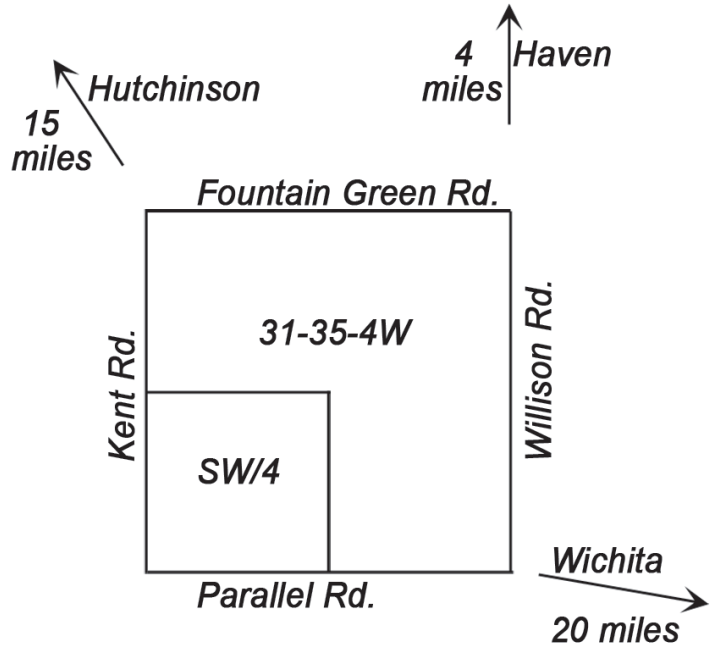 4
miles
Haven
Hutchinson
15
miles
Fountain Green Rd.
31-35-4W
Kent Rd.
Willison Rd.
SW/4
Wichita
Parallel Rd.
20 miles